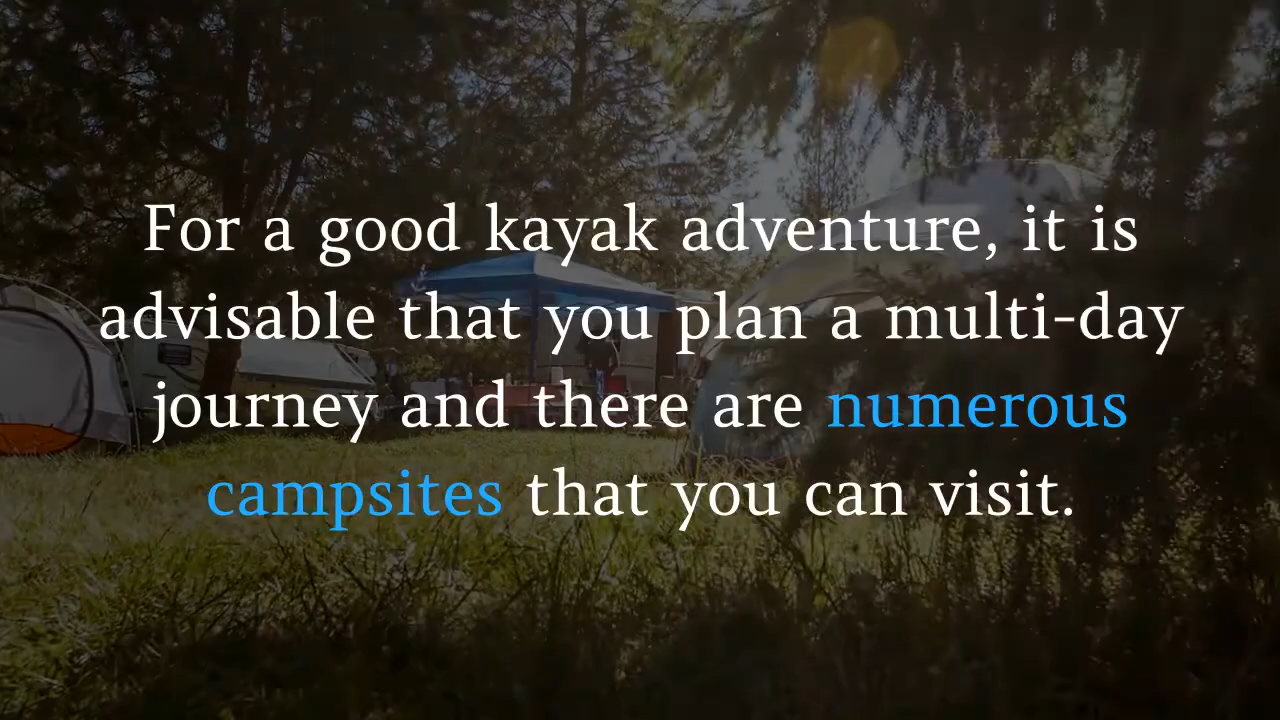 For a good kayak adventure, it is
advisable that you plan a multi-day
journey and there are numerous
campsites that you can visit.